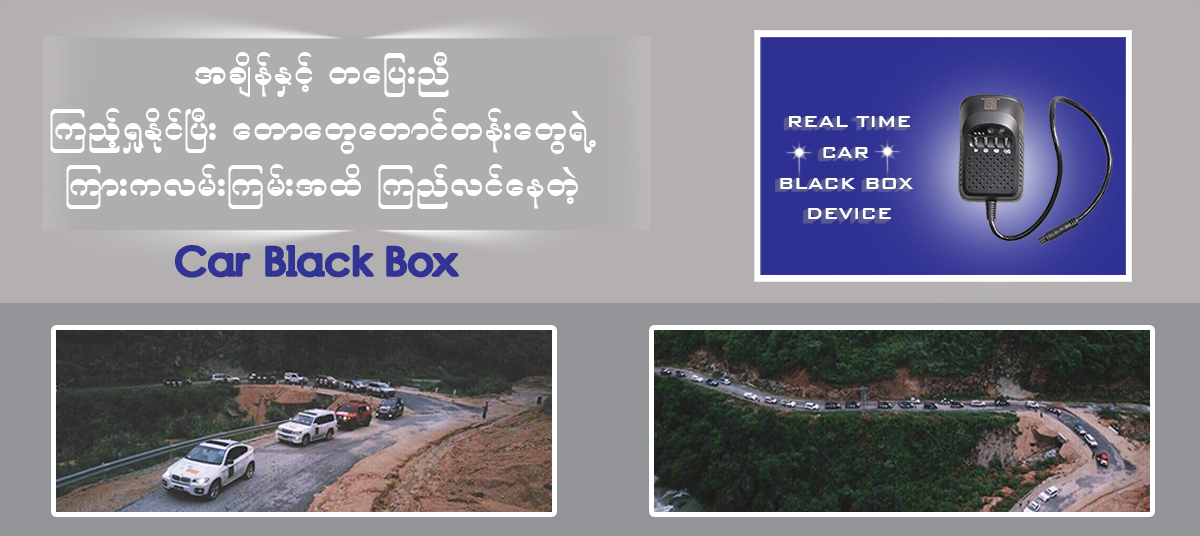 အချိန်နှင့် တပြေးညီ
ကြည့်ရှုနိုင်ပြီး တောတွေတောင်တန်းတွေရဲ့
ကြားကလမ်းကြမ်းအထိ ကြည်လင်နေတဲ့
Car Black Box
REAL TIME
CAR
BLACK BOX
DEVICE